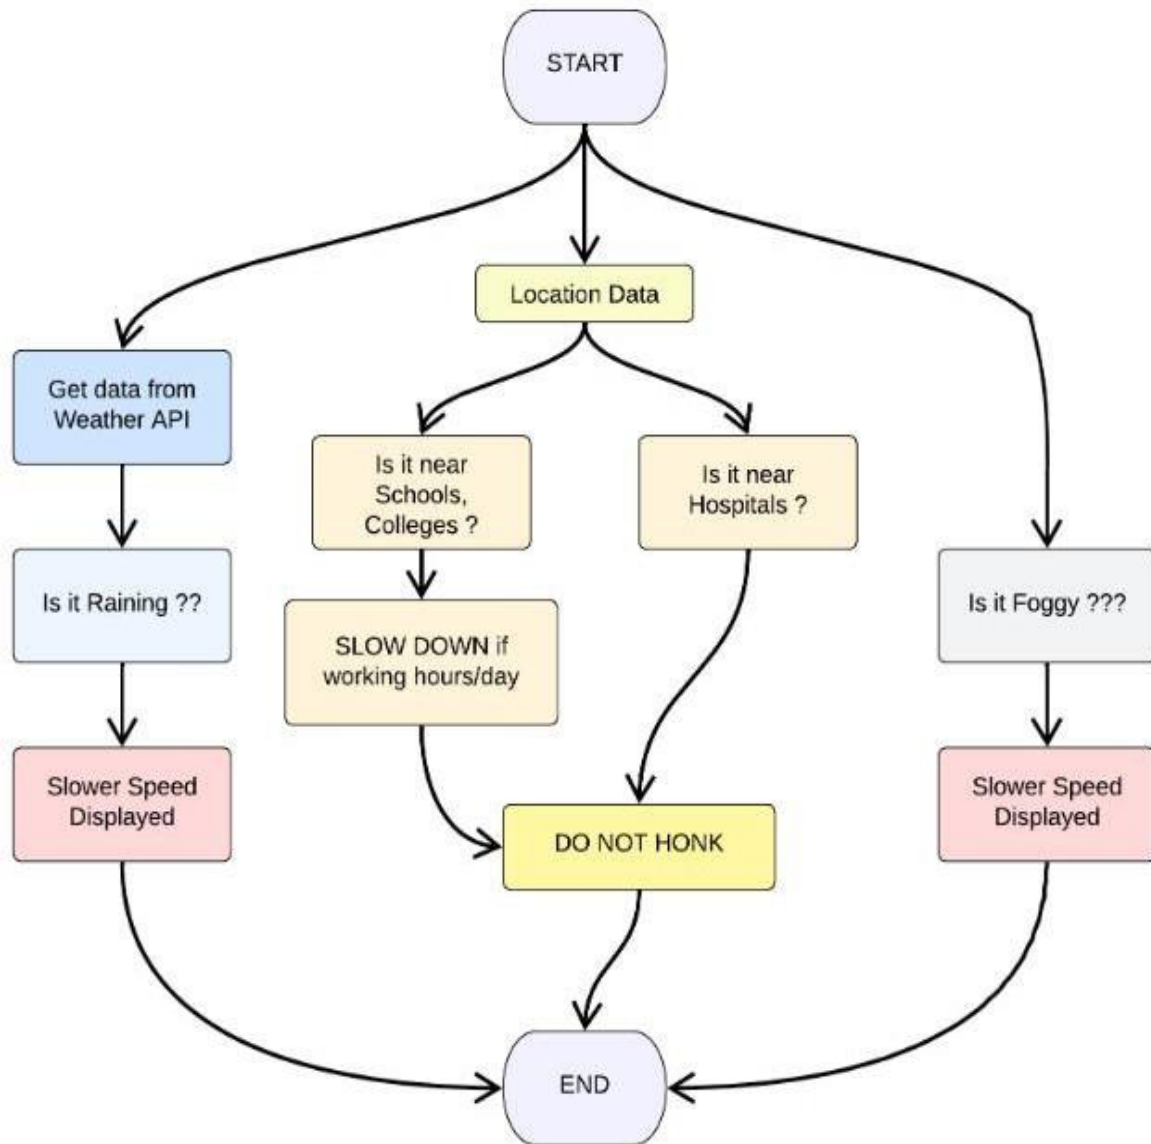 START
Location Data
Get data from
Weather API
Is it near
Schools,
Colleges ?
Is it near
Hospitals ?
Is it Raining ??
Is it Foggy ???
SLOW DOWN if
working hours/day
Slower Speed
Displayed
DO NOT HONK
Slower Speed
Displayed
END